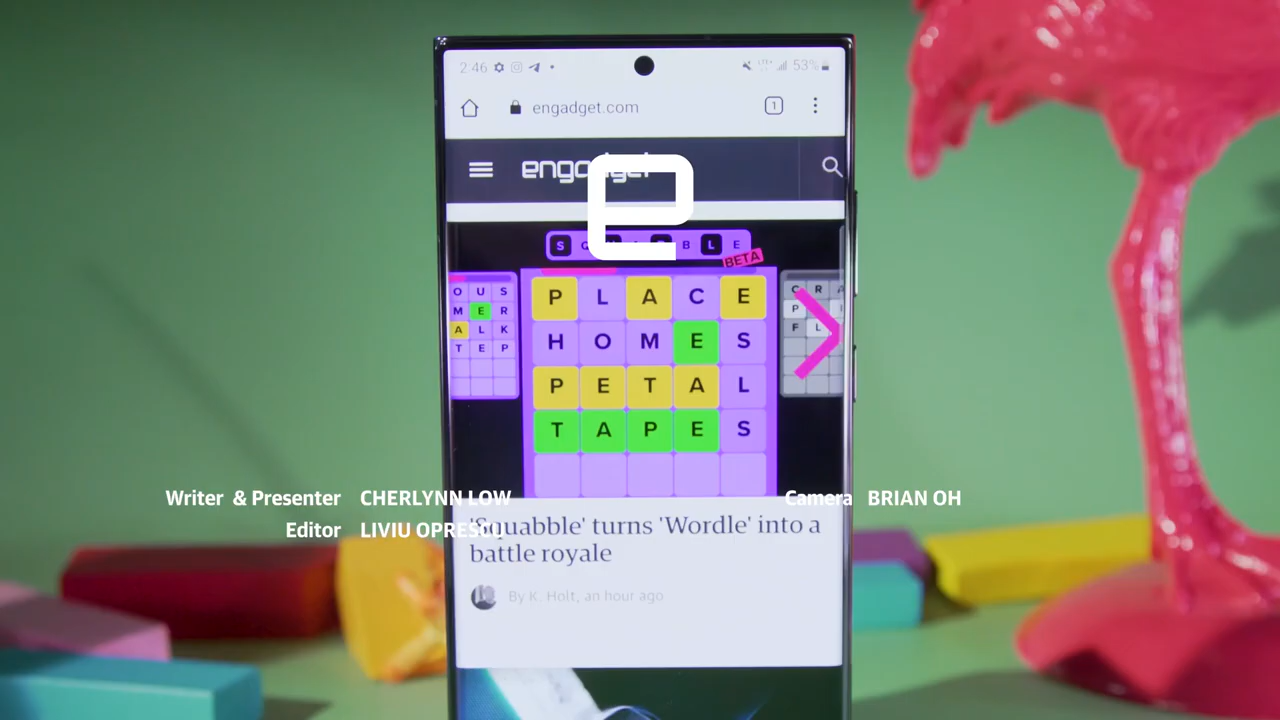 2:46 53%
engadget.com 1
engadget
e
S B L E
BETA
O U S
M E R
A L K
T E P
P L A C E
H O M E S
P E T A L
T A P E S
C R A
P
F L
Writer & Presenter CHERLYNN LOW
Camera BRIAN OH
Editor LIVIU OPRESCU
'Squabble' turns 'Wordle' into a
battle royale
By K. Holt, an hour ago